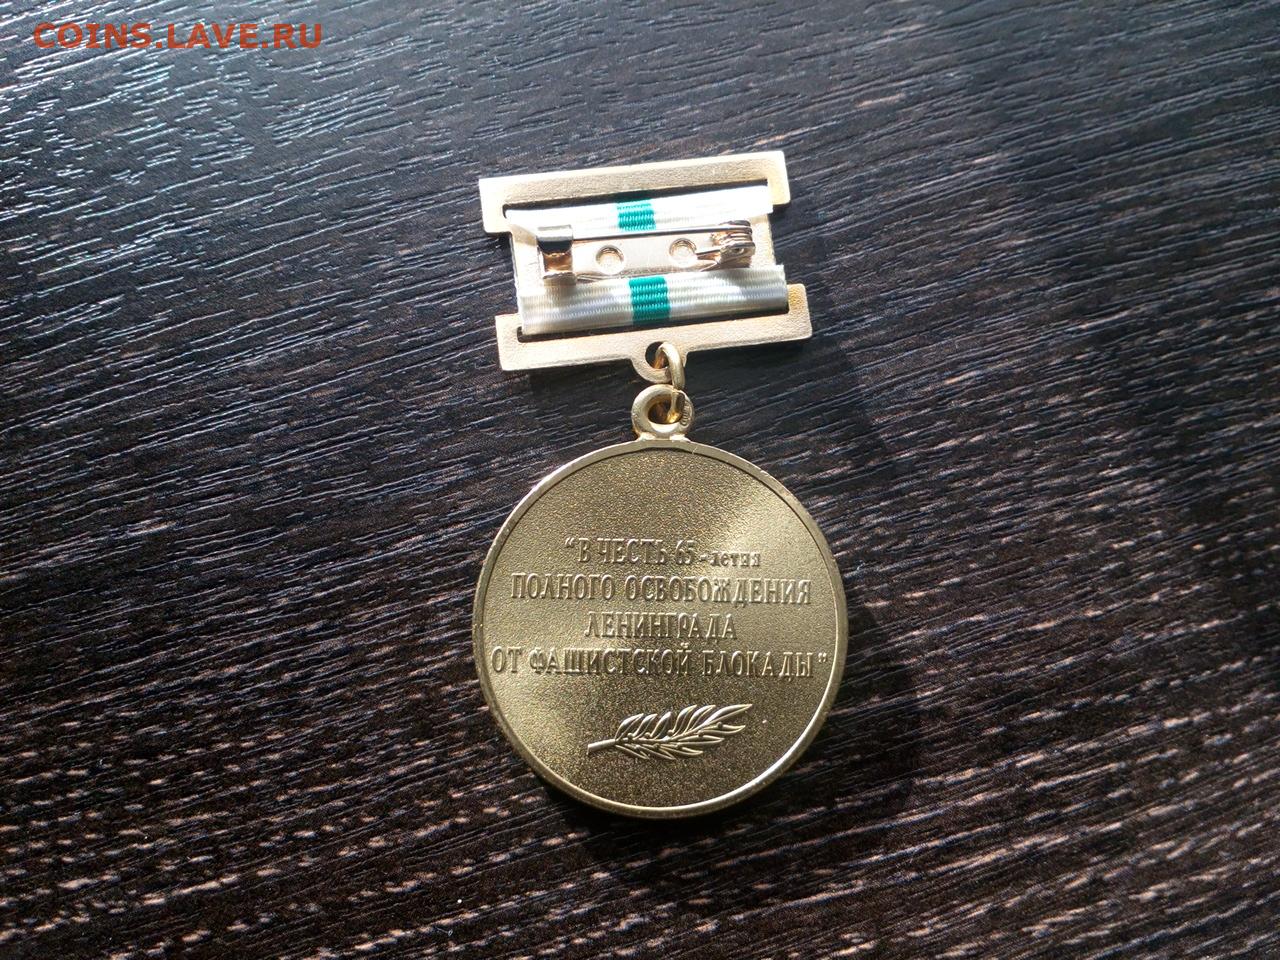 COINS.LAVE.RU
"В ЧЕСТЬ 65-летия
ПОЛНОГО ОСВОБОЖДЕНИЯ
ЛЕНИНГРАДА
ОТ ФАШИСТСКОЙ БЛОКАДЫ"